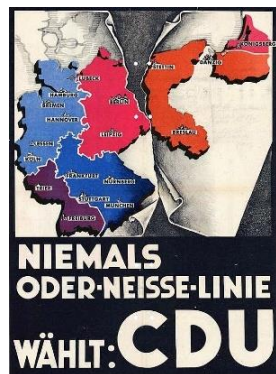 KÖNIGSBERG
DANZIG
STETTIN
LÜBECK
HAMBURG
BREMEN
BERLIN
HANNOVER
LEIPZIG
BRESLAU
ESSEN
KÖLN
FRANKFURT
TRIER
NÜRNBERG
STUTTGART
MÜNCHEN
FREIBURG
NIEMALS
ODER-NEISSE-LINIE
WÄHLT: CDU